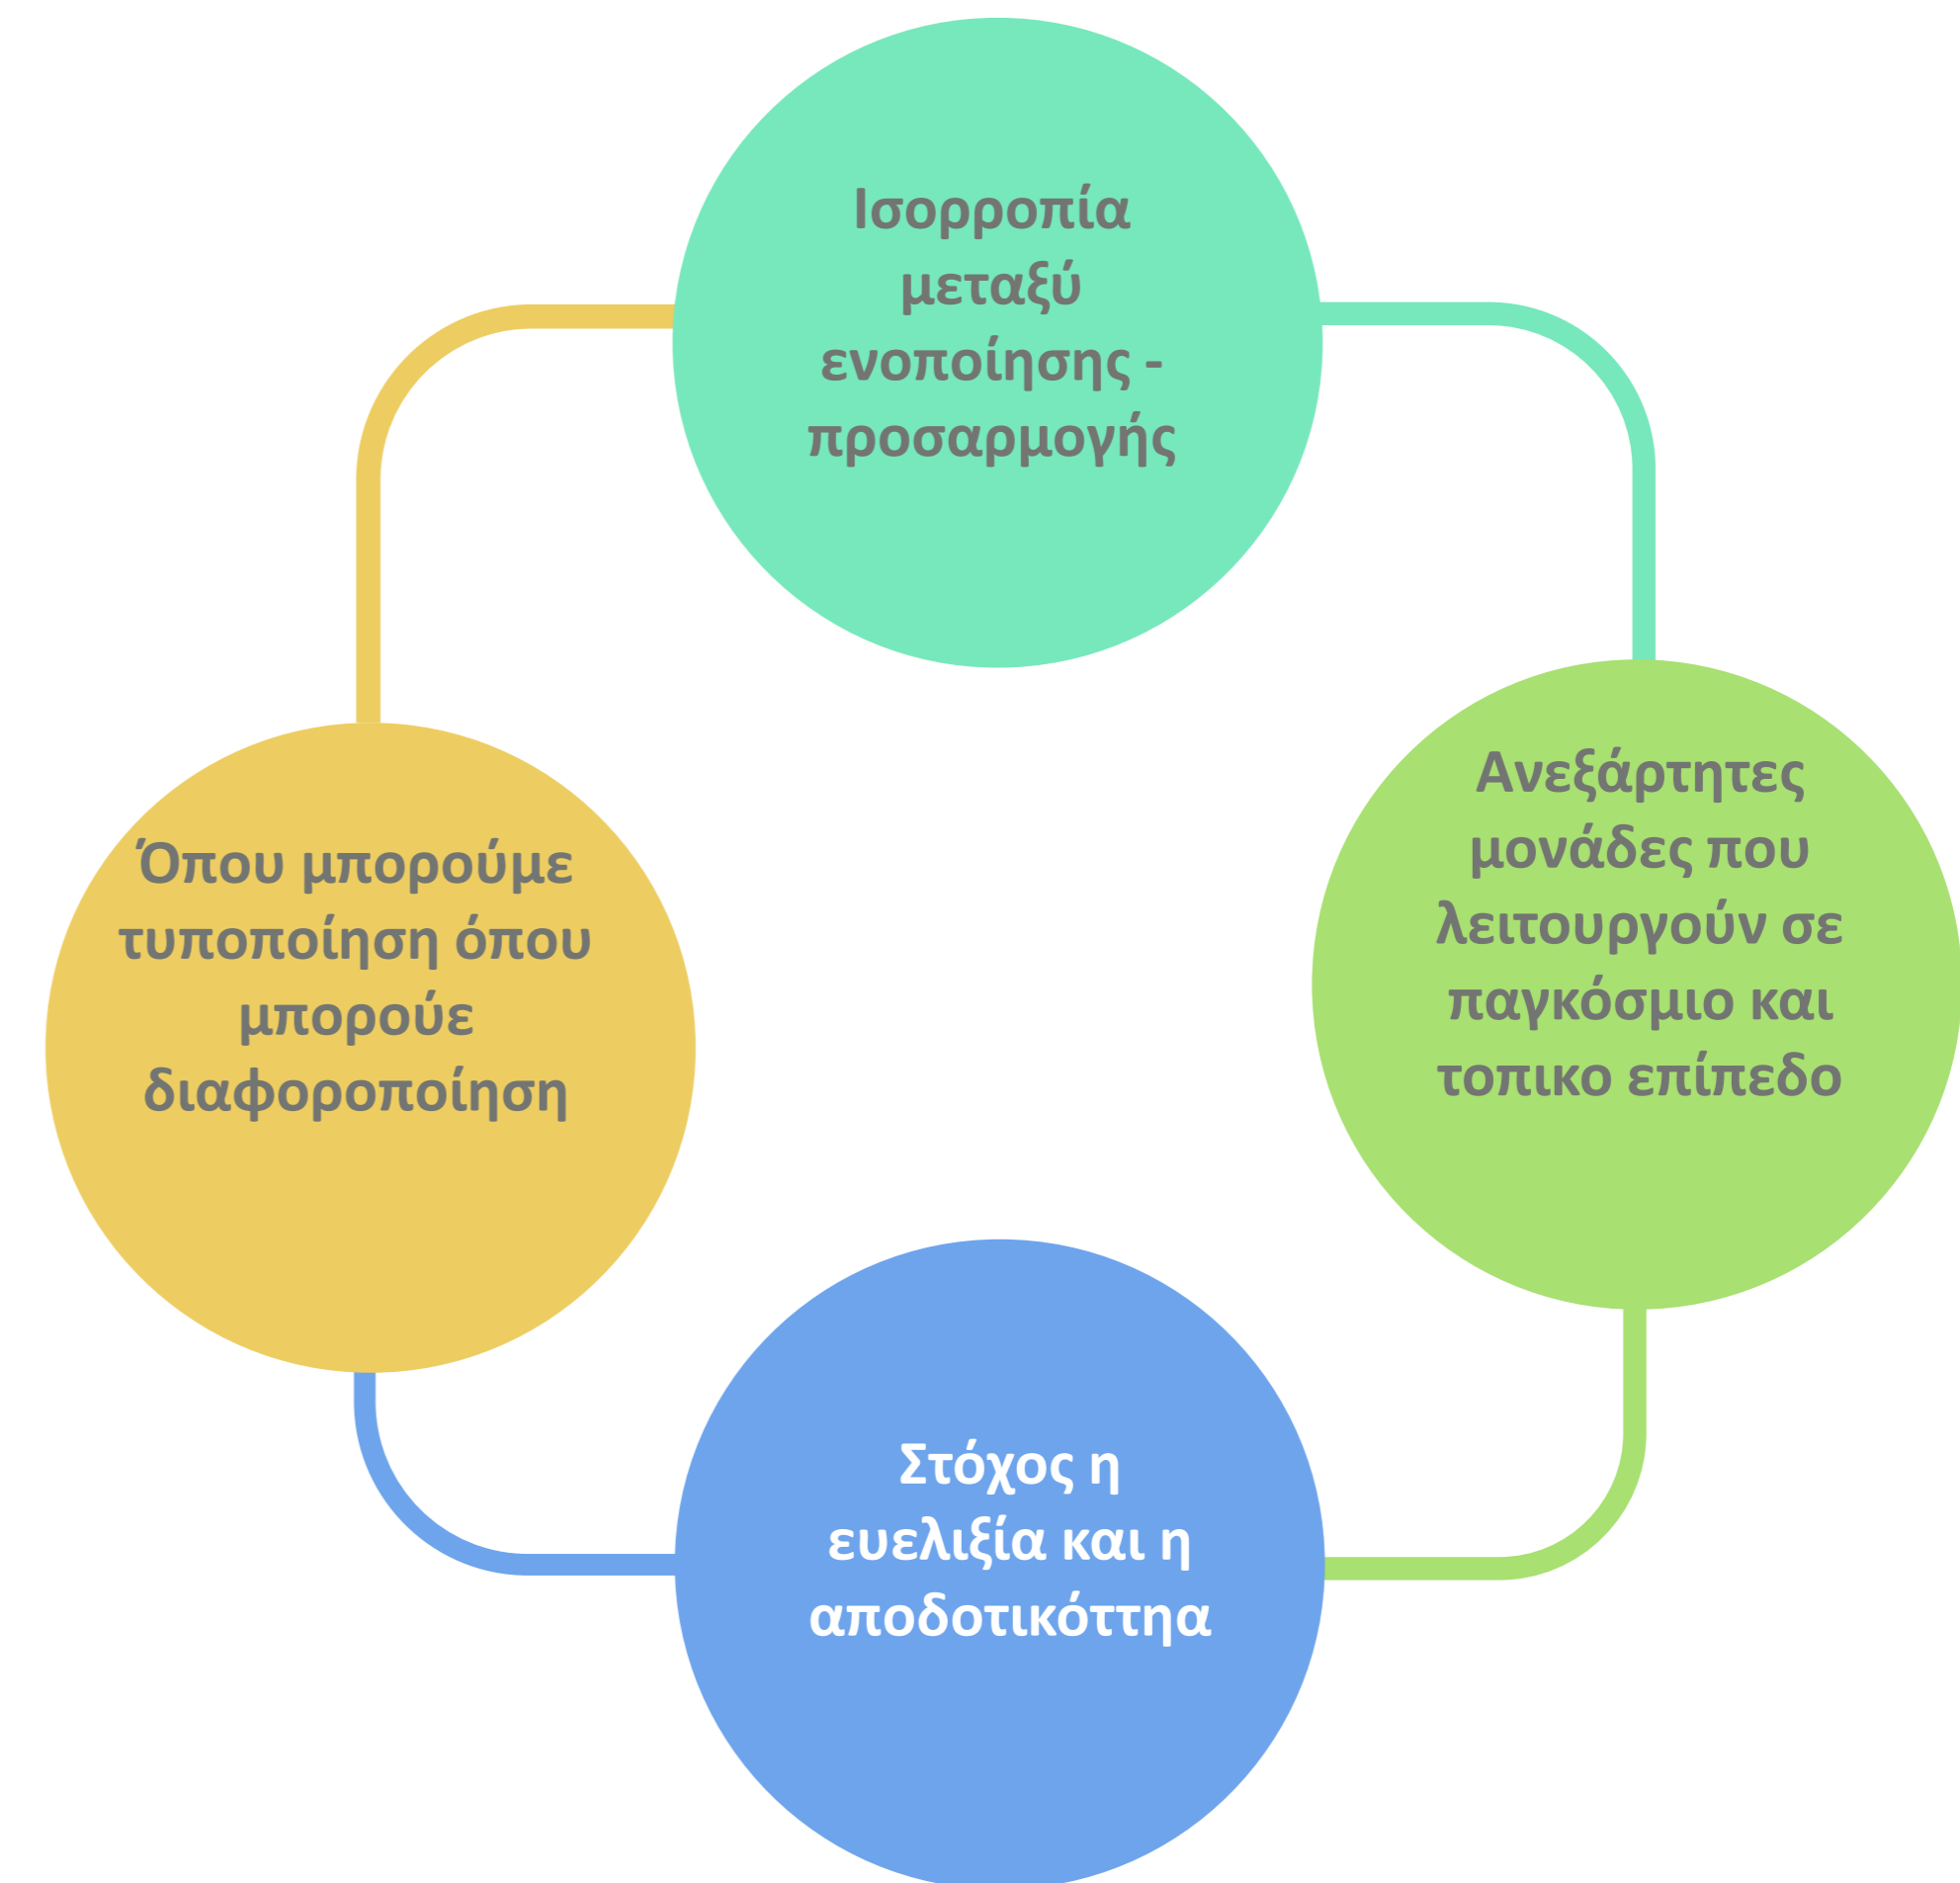 Ισορροπία
μεταξύ
ενοποίησης -
προσαρμογής
Ανεξάρτητες
μονάδες που
λειτουργούν σε
παγκόσμιο και
τοπικο επίπεδο
Στόχος η
ευελιξία και η
αποδοτικόττηα
Όπου μπορούμε
τυποποίηση όπου
μπορούε
διαφοροποίηση